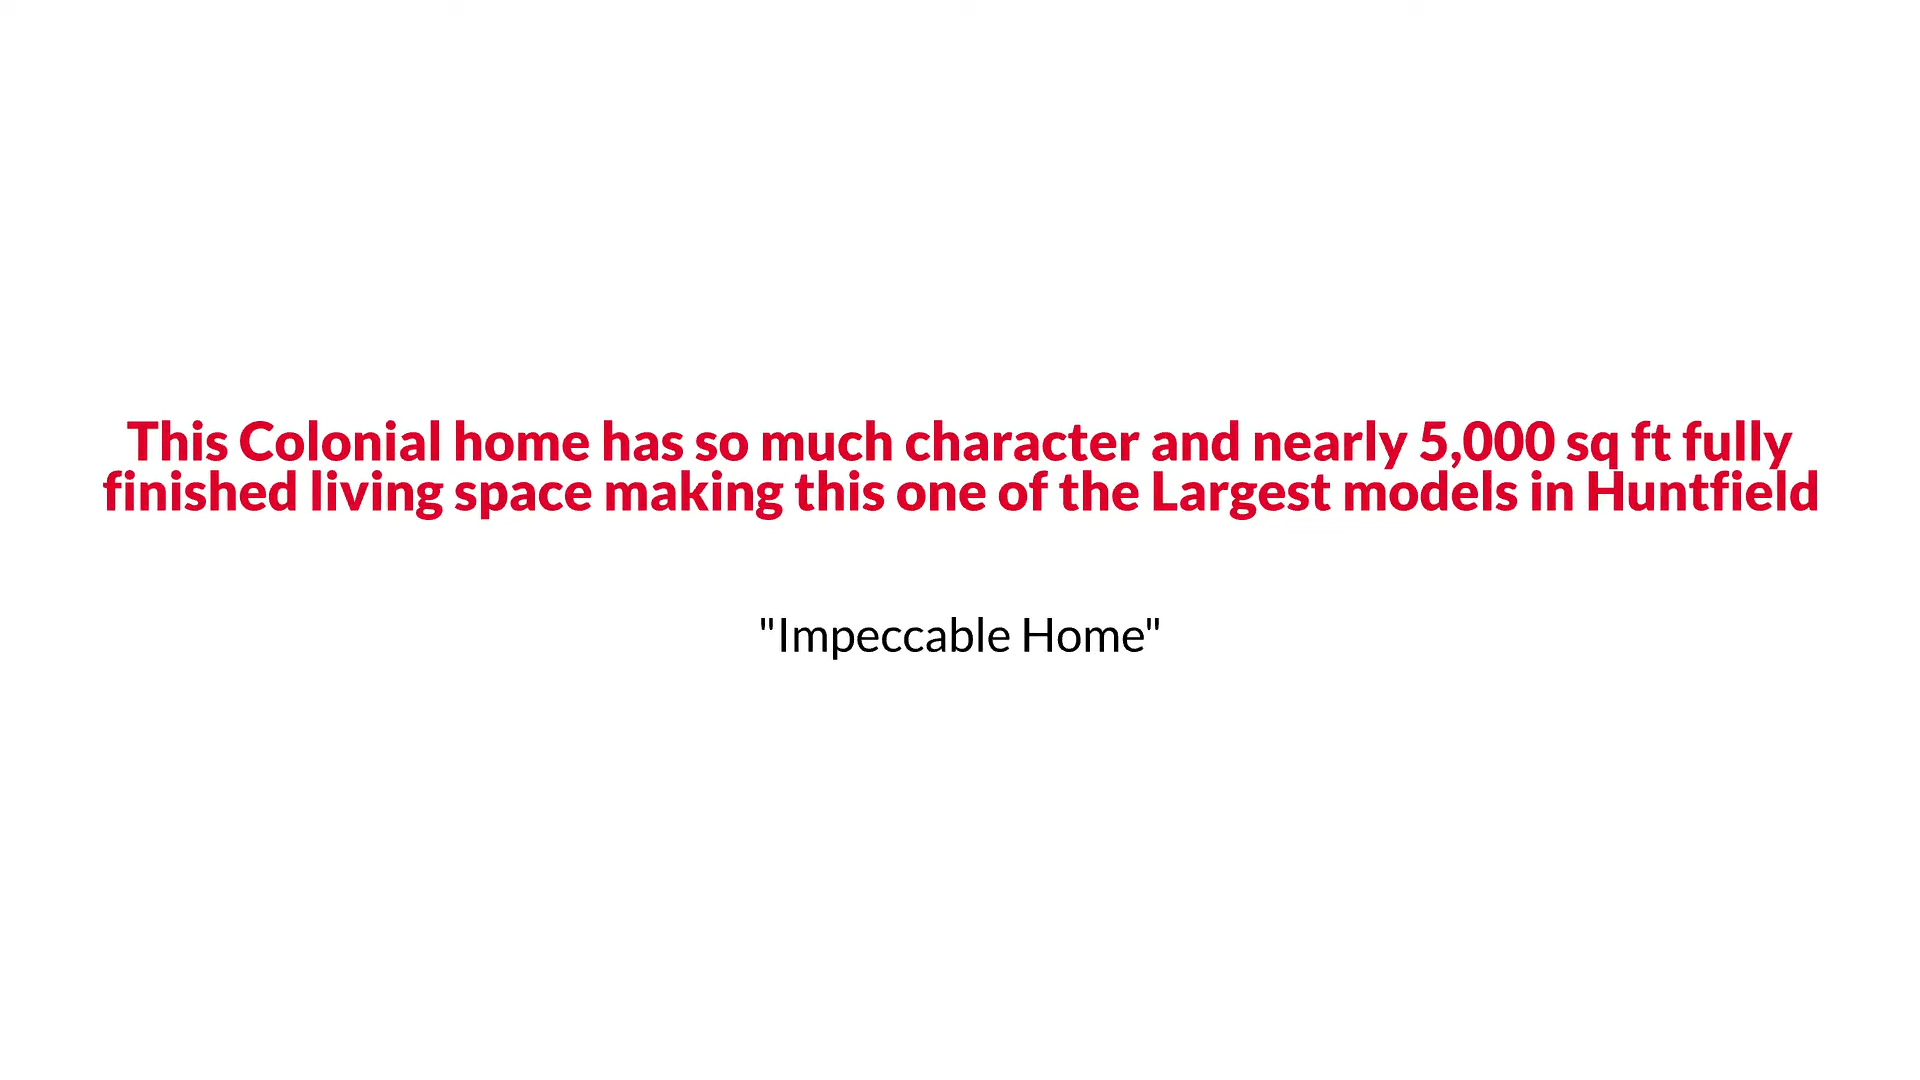 This Colonial home has so much character and nearly 5,000 sq ft fully
finished living space making this one of the Largest models in Huntfield
"Impeccable Home"